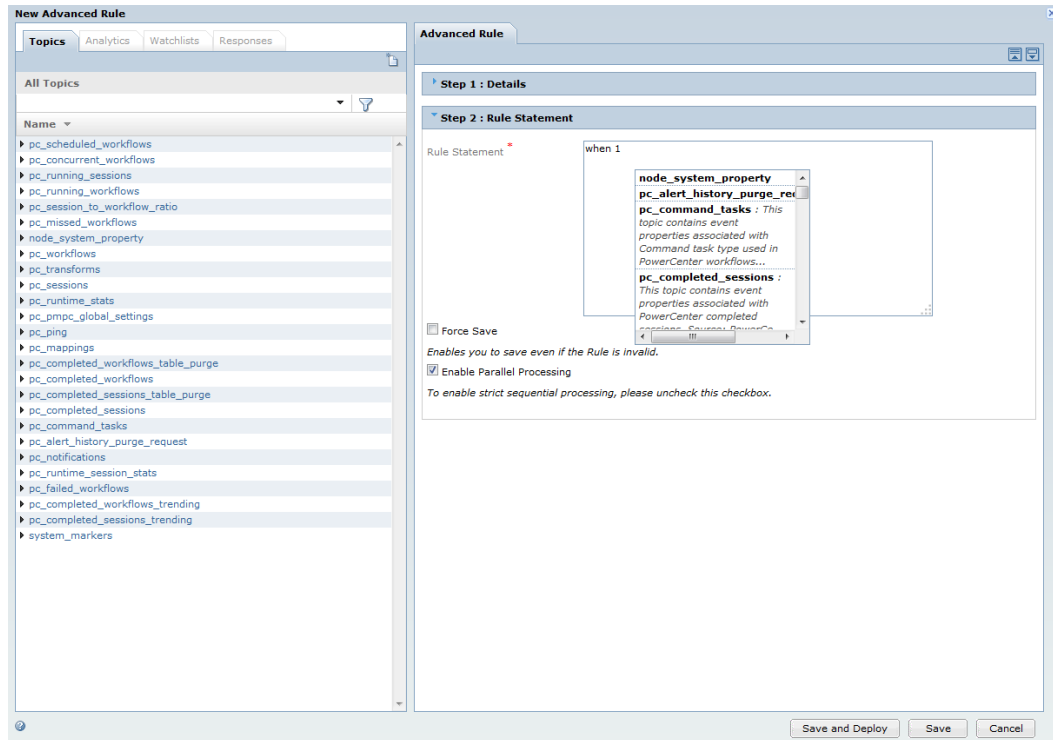 New Advanced Rule
Topics
Analytics
Watchlists
Responses
All Topics
Name
pc_scheduled_workflows
pc_concurrent_workflows
pc_running_sessions
pc_running_workflows
pc_session_to_workflow_ratio
pc_missed_workflows
node_system_property
pc_workflows
pc_transforms
pc_sessions
pc_runtime_stats
pc_pmpc_global_settings
pc_ping
pc_mappings
pc_completed_workflows_table_purge
pc_completed_workflows
pc_completed_sessions_table_purge
pc_completed_sessions
pc_command_tasks
pc_alert_history_purge_request
pc_notifications
pc_runtime_session_stats
pc_failed_workflows
pc_completed_workflows_trending
pc_completed_sessions_trending
system_markers
Advanced Rule
Step 1 : Details
Step 2 : Rule Statement
Rule Statement *
when 1
node_system_property
pc_alert_history_purge_req
pc_command_tasks : This
topic contains event
properties associated with
Command task type used in
PowerCenter workflows...
pc_completed_sessions :
This topic contains event
properties associated with
PowerCenter completed
sessions. Source: PowerCe
Force Save
Enables you to save even if the Rule is invalid.
Enable Parallel Processing
To enable strict sequential processing, please uncheck this checkbox.
Save and Deploy
Save
Cancel